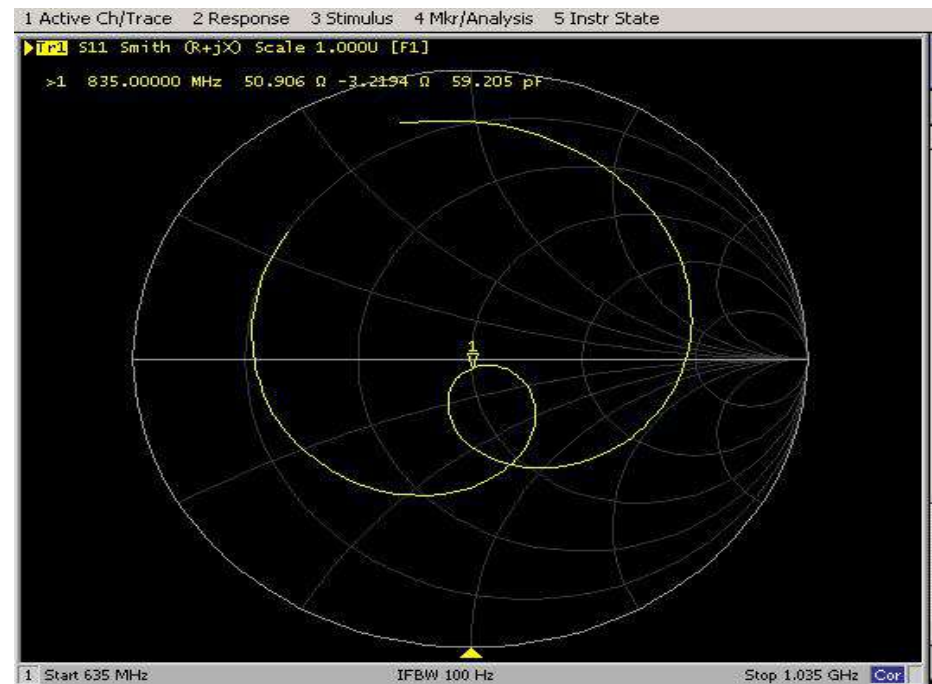 1 Active Ch/Trace 2 Response 3 Stimulus 4 Mkr/Analysis 5 Instr State
Tr1 S11 Smith (R+jX) Scale 1.000U [F1]
>1 835.00000 MHz 50.906 Ω -3.2194 Ω 59.205 pF
1
1 Start 635 MHz IFBW 100 Hz Stop 1.035 GHz Cor